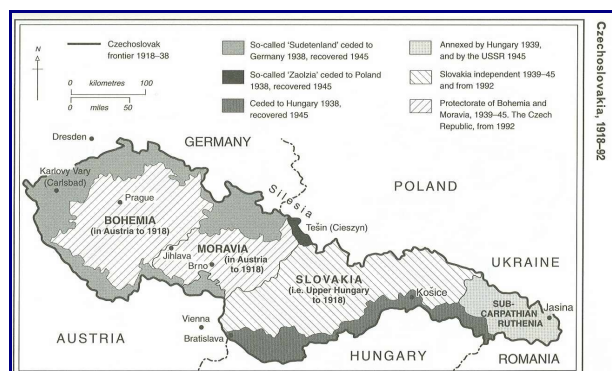 Czechoslovakia, 1918–92
N
Czechoslovak
frontier 1918–38
0 kilometres 100
0 miles 50
So-called 'Sudetenland' ceded to
Germany 1938, recovered 1945
So-called 'Zaolzia' ceded to Poland
1938, recovered 1945
Ceded to Hungary 1938,
recovered 1945
Annexed by Hungary 1939,
and by the USSR 1945
Slovakia independent 1939–45
and from 1992
Protectorate of Bohemia and
Moravia, 1939–45. The Czech
Republic, from 1992
Dresden
GERMANY
Karlovy Vary
(Carlsbad)
Prague
Silesia
POLAND
BOHEMIA
(in Austria to 1918)
Tešin (Cieszyn)
MORAVIA
(in Austria
to 1918)
Jihlava
Brno
UKRAINE
SLOVAKIA
(i.e. Upper Hungary
to 1918)
Košice
SUB-
CARPATHIAN
RUTHENIA
Jasina
Vienna
AUSTRIA
Bratislava
HUNGARY
ROMANIA